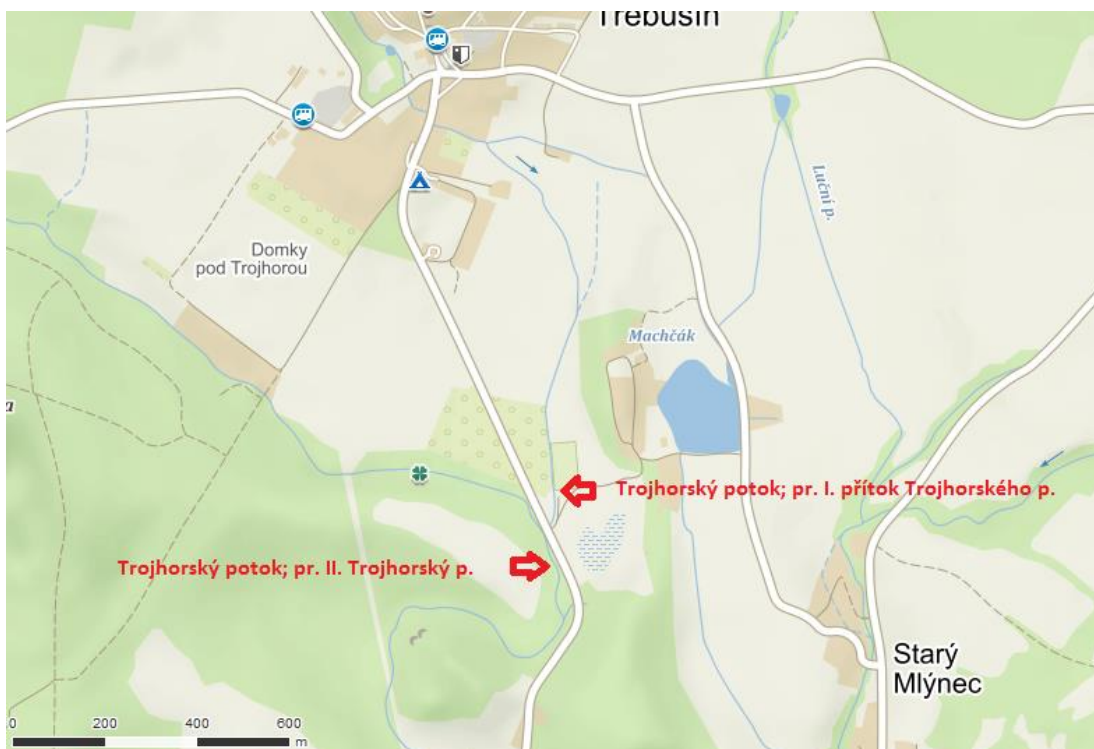 Třebušín
Luční p.
Domky
pod Trojhorou
Machčák
a
Trojhorský potok; pr. I. přítok Trojhorského p.
Trojhorský potok; pr. II. Trojhorský p.
Starý
Mlýnec
0 200 400 600
m